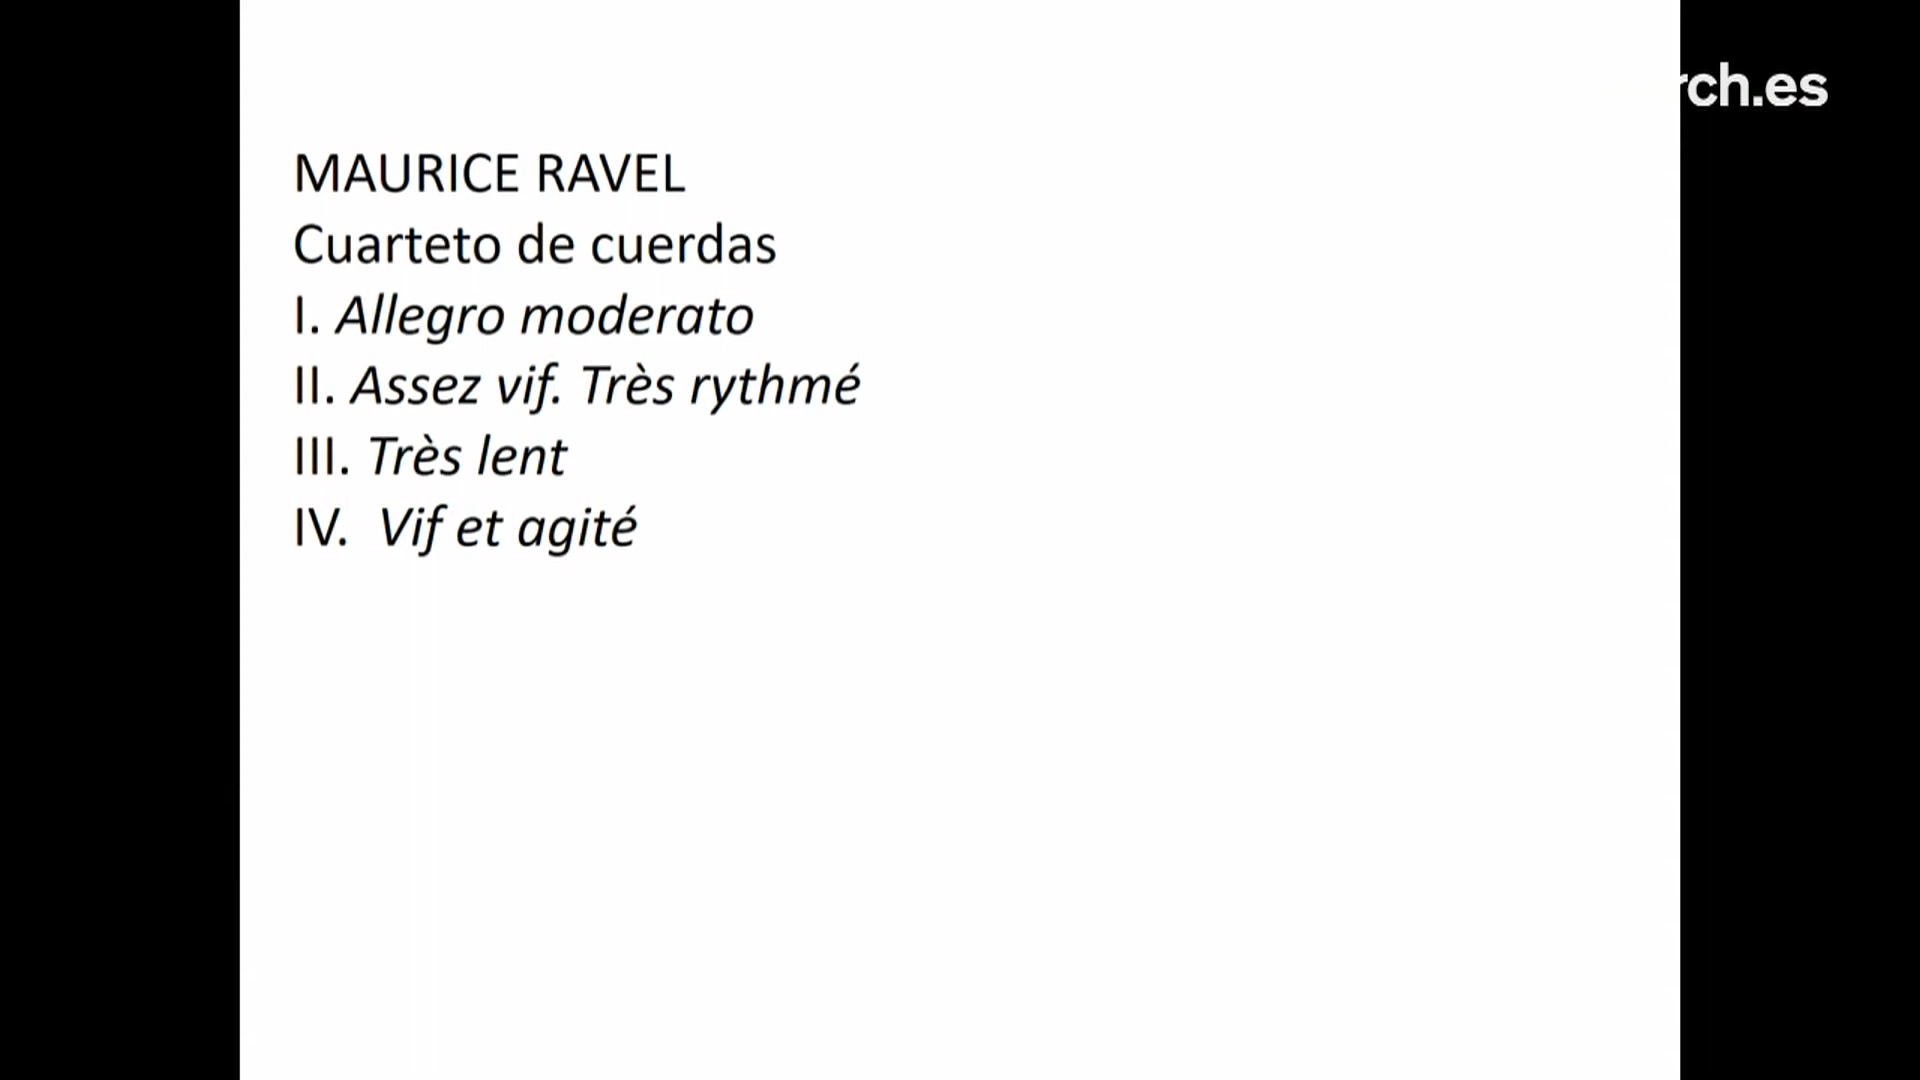 rch.es
MAURICE RAVEL
Cuarteto de cuerdas
I. Allegro moderato
II. Assez vif. Très rythmé
III. Très lent
IV. Vif et agité